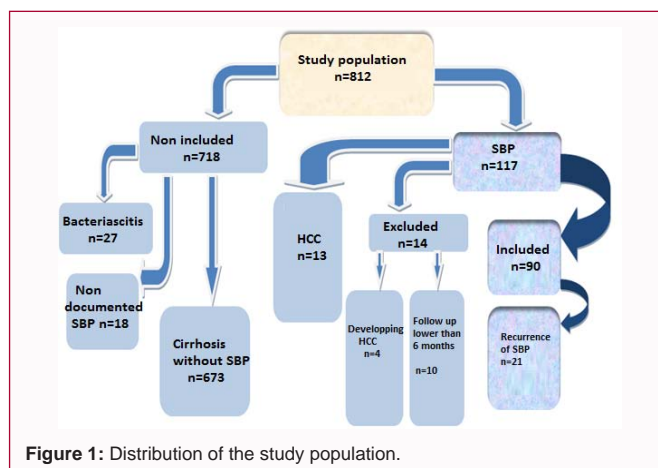 Study population
n=812
Non included
n=718
SBP
n=117
Bacteriascitis
n=27
HCC
n=13
Excluded
n=14
Included
n=90
Non
documented
SBP n=18
Cirrhosis
without SBP
n=673
Developping
HCC
n=4
Follow up
lower than
6 months
n=10
Recurrence
of SBP
n=21
Figure 1: Distribution of the study population.